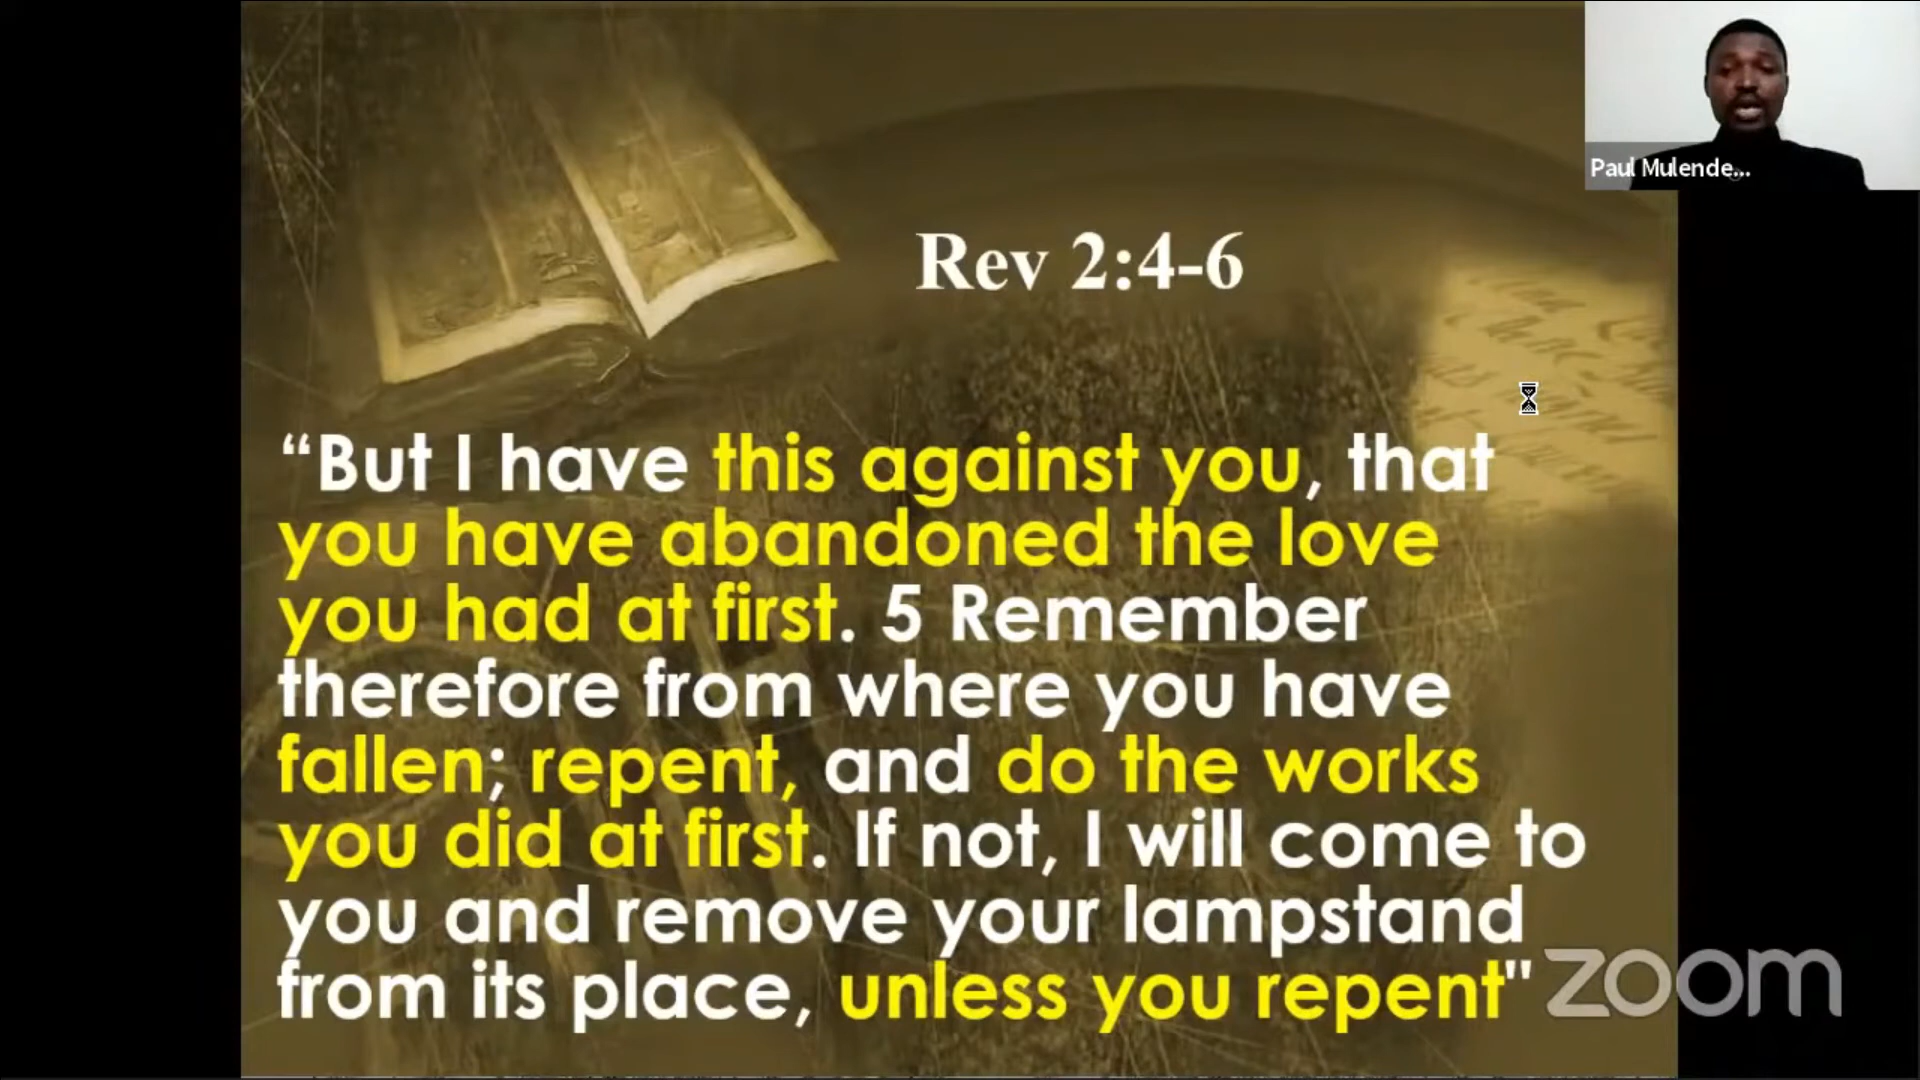 Paul Mulende...
Rev 2:4-6
“But I have this against you, that
you have abandoned the love
you had at first. 5 Remember
therefore from where you have
fallen; repent, and do the works
you did at first. If not, I will come to
you and remove your lampstand
from its place, unless you repent"
zoom